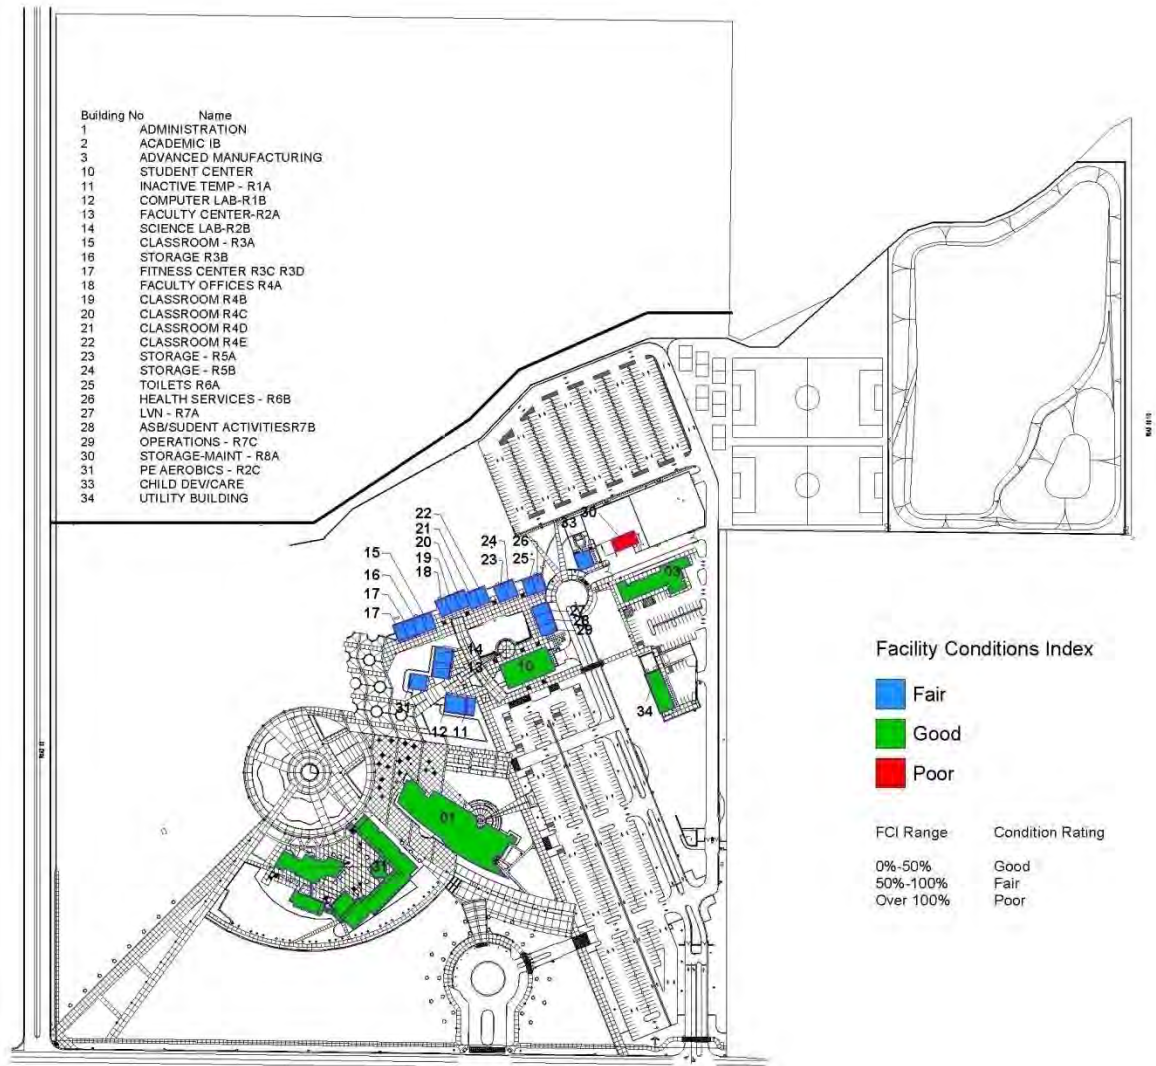 Building No Name
1 ADMINISTRATION
2 ACADEMIC IB
3 ADVANCED MANUFACTURING
10 STUDENT CENTER
11 INACTIVE TEMP - R1A
12 COMPUTER LAB-R1B
13 FACULTY CENTER-R2A
14 SCIENCE LAB-R2B
15 CLASSROOM - R3A
16 STORAGE R3B
17 FITNESS CENTER R3C R3D
18 FACULTY OFFICES R4A
19 CLASSROOM R4B
20 CLASSROOM R4C
21 CLASSROOM R4D
22 CLASSROOM R4E
23 STORAGE - R5A
24 STORAGE - R5B
25 TOILETS R6A
26 HEALTH SERVICES - R6B
27 LVN - R7A
28 ASB/SUDENT ACTIVITIESR7B
29 OPERATIONS - R7C
30 STORAGE-MAINT - R8A
31 PE AEROBICS - R2C
33 CHILD DEV/CARE
34 UTILITY BUILDING
22
21
20
19
18
24
23
26
25
33
30
15
16
17
17
03
27
28
29
14
13
10
31
12 11
34
01
Facility Conditions Index
Fair
Good
Poor
FCI Range Condition Rating
0%-50% Good
50%-100% Fair
Over 100% Poor